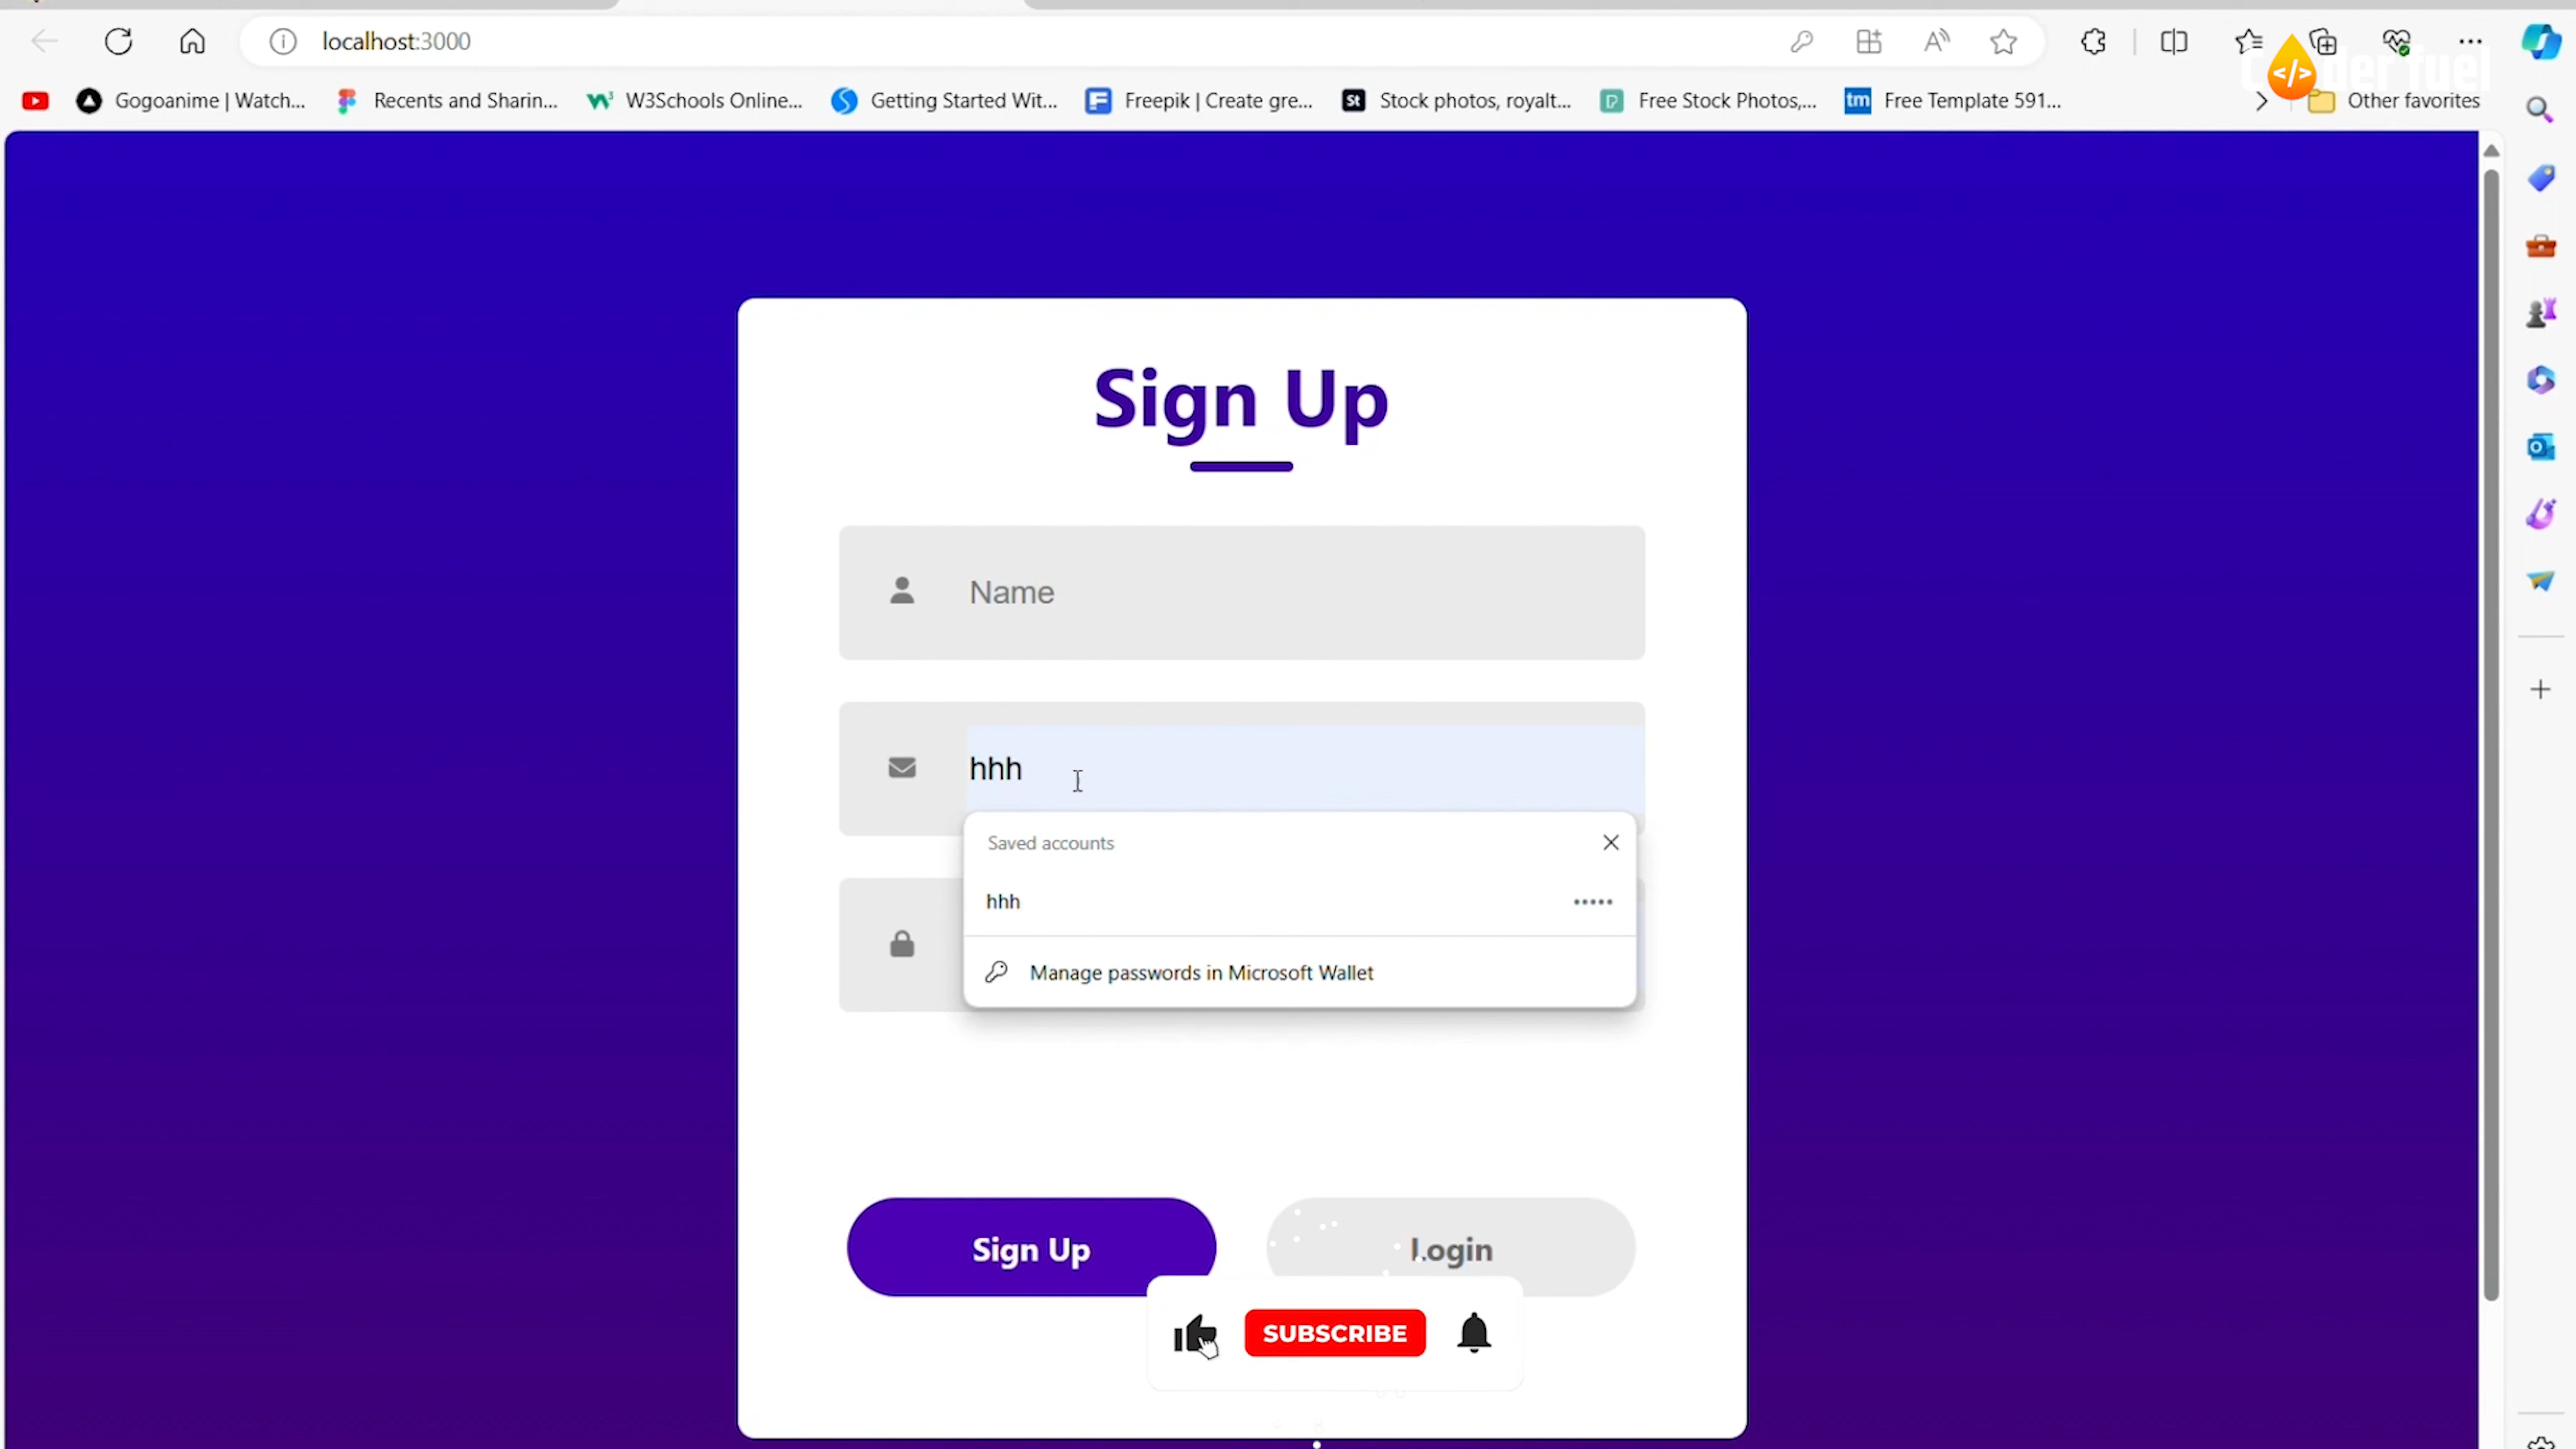 localhost:3000
Gogoanime | Watch... Recents and Sharin... W3Schools Online... Getting Started Wit... Freepik | Create gre... Stock photos, royalt... Free Stock Photos,... Free Template 591... Other favorites
Sign Up
Name
hhh
Saved accounts
hhh •••••
Manage passwords in Microsoft Wallet
Sign Up Login
SUBSCRIBE